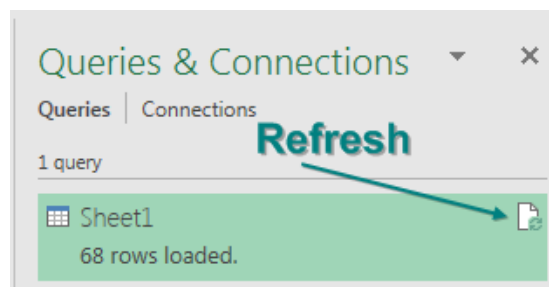 Queries & Connections
Queries Connections
Refresh
1 query
Sheet1
68 rows loaded.